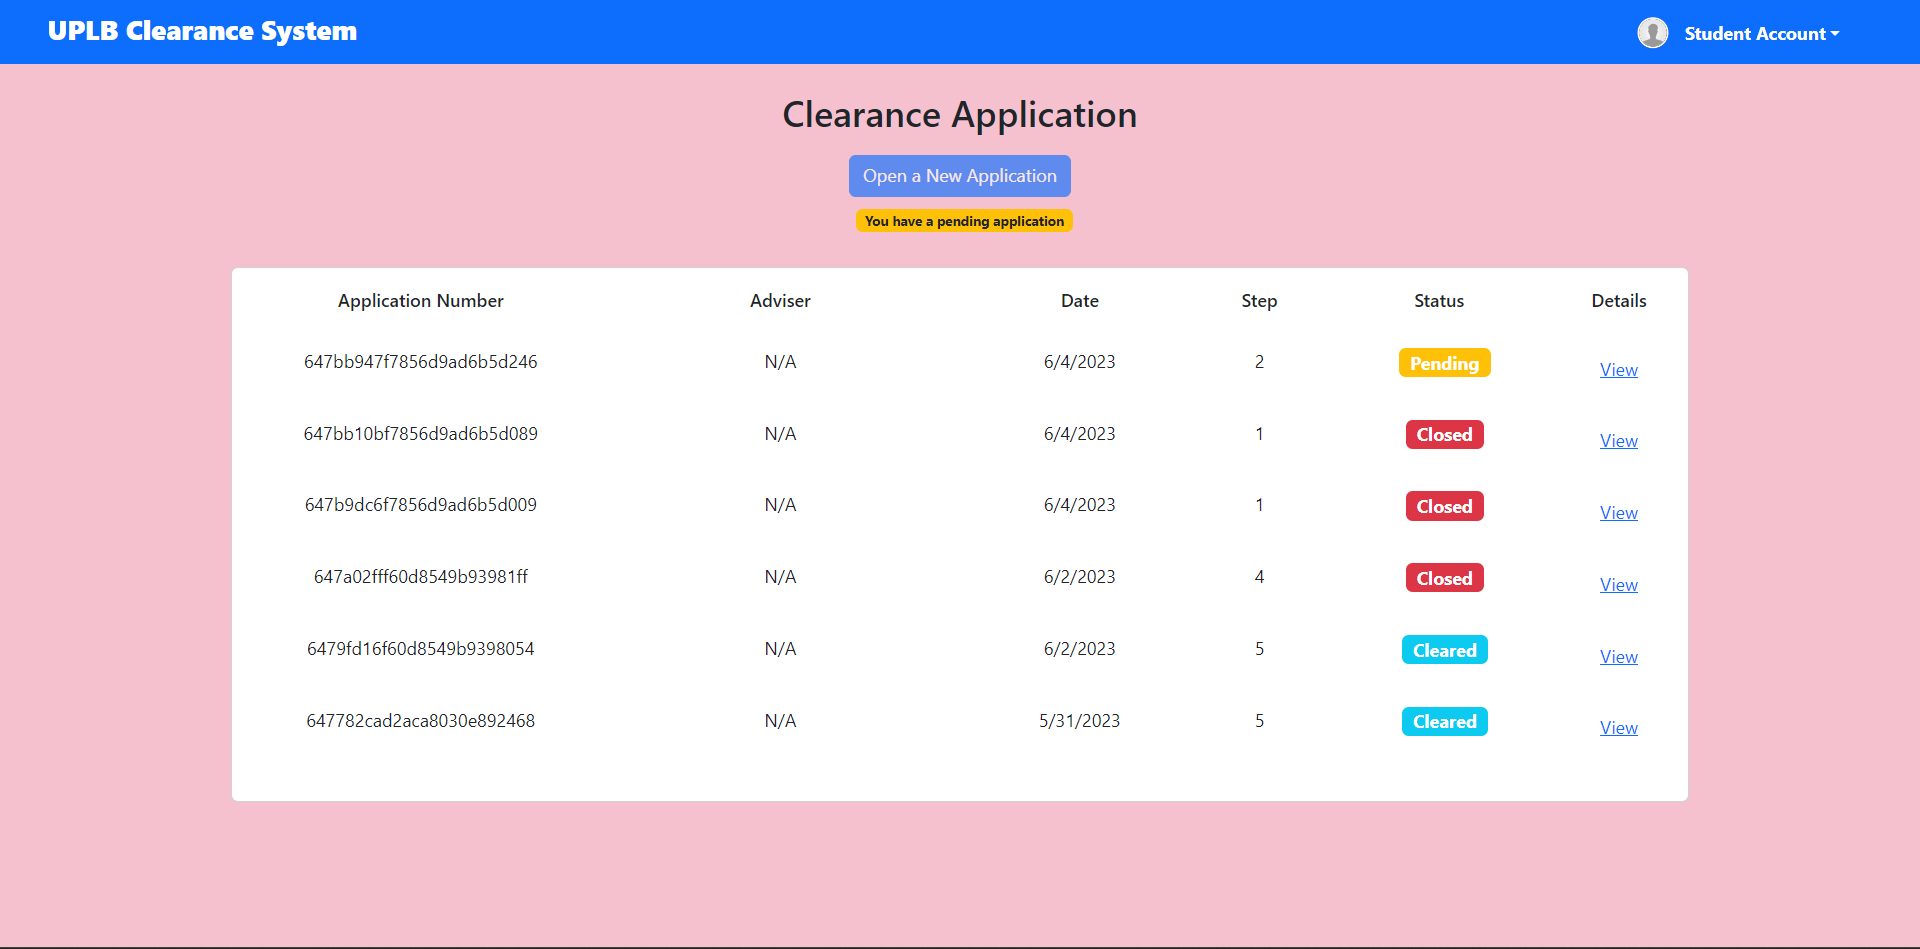 UPLB Clearance System
Student Account
Clearance Application
Open a New Application
You have a pending application
Application Number Adviser Date Step Status Details
647bb947f7856d9ad6b5d246 N/A 6/4/2023 2 Pending View
647bb10bf7856d9ad6b5d089 N/A 6/4/2023 1 Closed View
647b9dc6f7856d9ad6b5d009 N/A 6/4/2023 1 Closed View
647a02fff60d8549b93981ff N/A 6/2/2023 4 Closed View
6479fd16f60d8549b9398054 N/A 6/2/2023 5 Cleared View
647782cad2aca8030e892468 N/A 5/31/2023 5 Cleared View